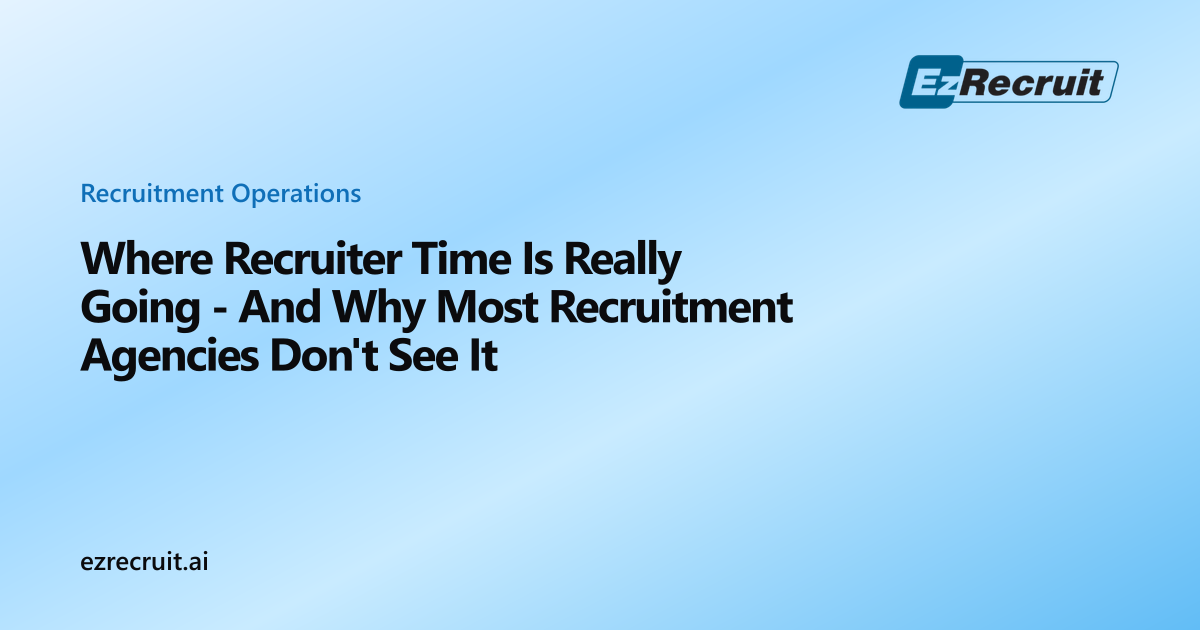 EzRecruit
Recruitment Operations
Where Recruiter Time Is Really
Going - And Why Most Recruitment
Agencies Don't See It
ezrecruit.ai